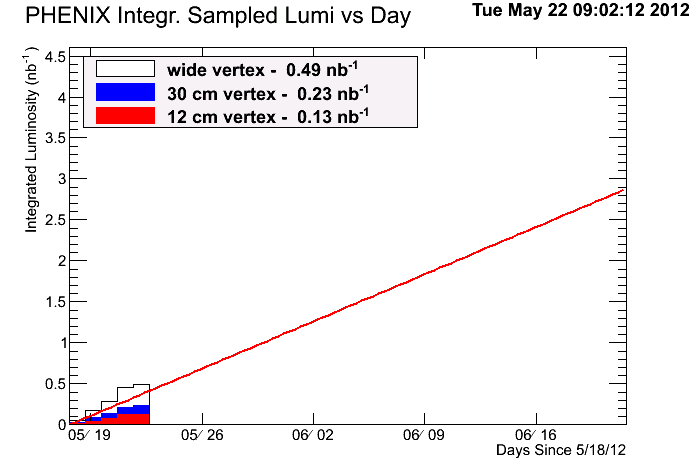 PHENIX Integr. Sampled Lumi vs Day
Tue May 22 09:02:12 2012
Integrated Luminosity (nb⁻¹)
wide vertex - 0.49 nb⁻¹
30 cm vertex - 0.23 nb⁻¹
12 cm vertex - 0.13 nb⁻¹
4.5
4
3.5
3
2.5
2
1.5
1
0.5
0
05/19 05/26 06/02 06/09 06/16
Days Since 5/18/12